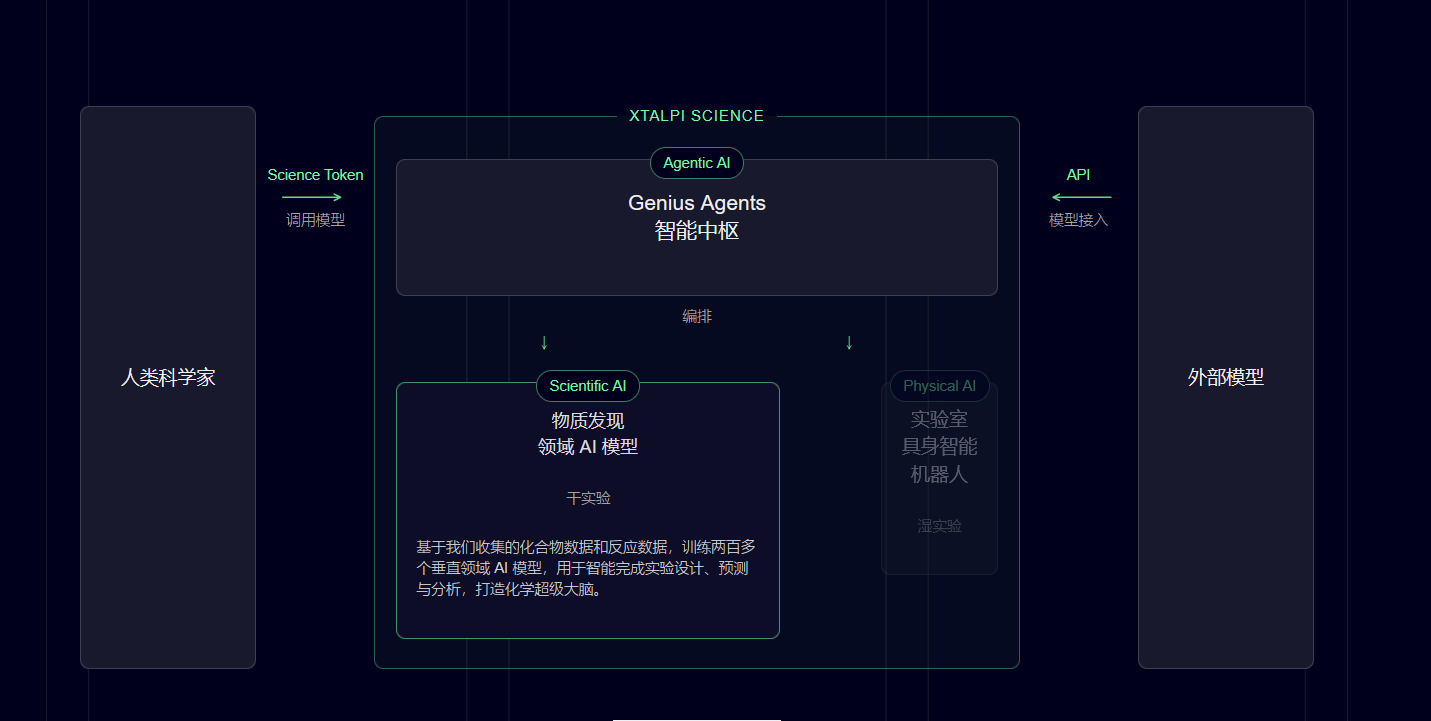 XTALPI SCIENCE
Agentic AI
Genius Agents
智能中枢
Science Token
调用模型
API
模型接入
编排
↓
↓
人类科学家
Scientific AI
物质发现
领域 AI 模型
干实验
基于我们收集的化合物数据和反应数据，训练两百多
个垂直领域 AI 模型，用于智能完成实验设计、预测
与分析，打造化学超级大脑。
Physical AI
实验室
具身智能
机器人
湿实验
外部模型